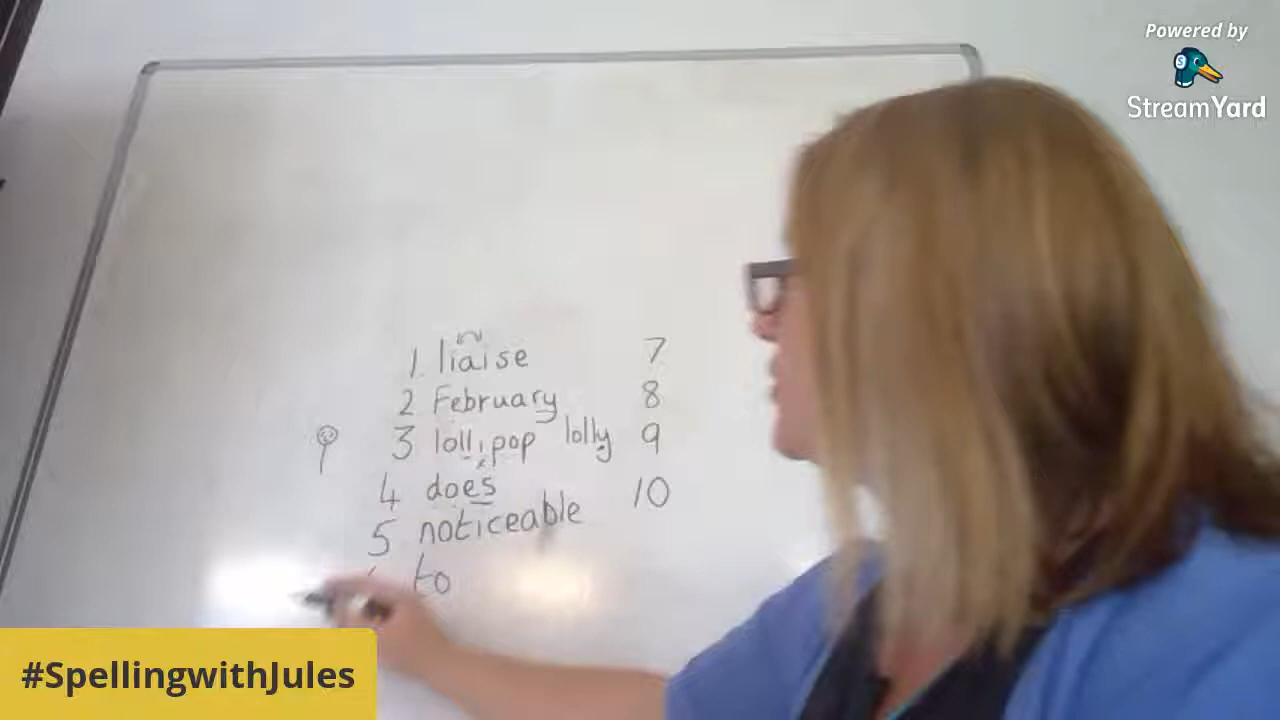 Powered by
StreamYard
1. liaise 7
2 February 8
3 lollipop lolly 9
4 does 10
5 noticeable
to
#SpellingwithJules